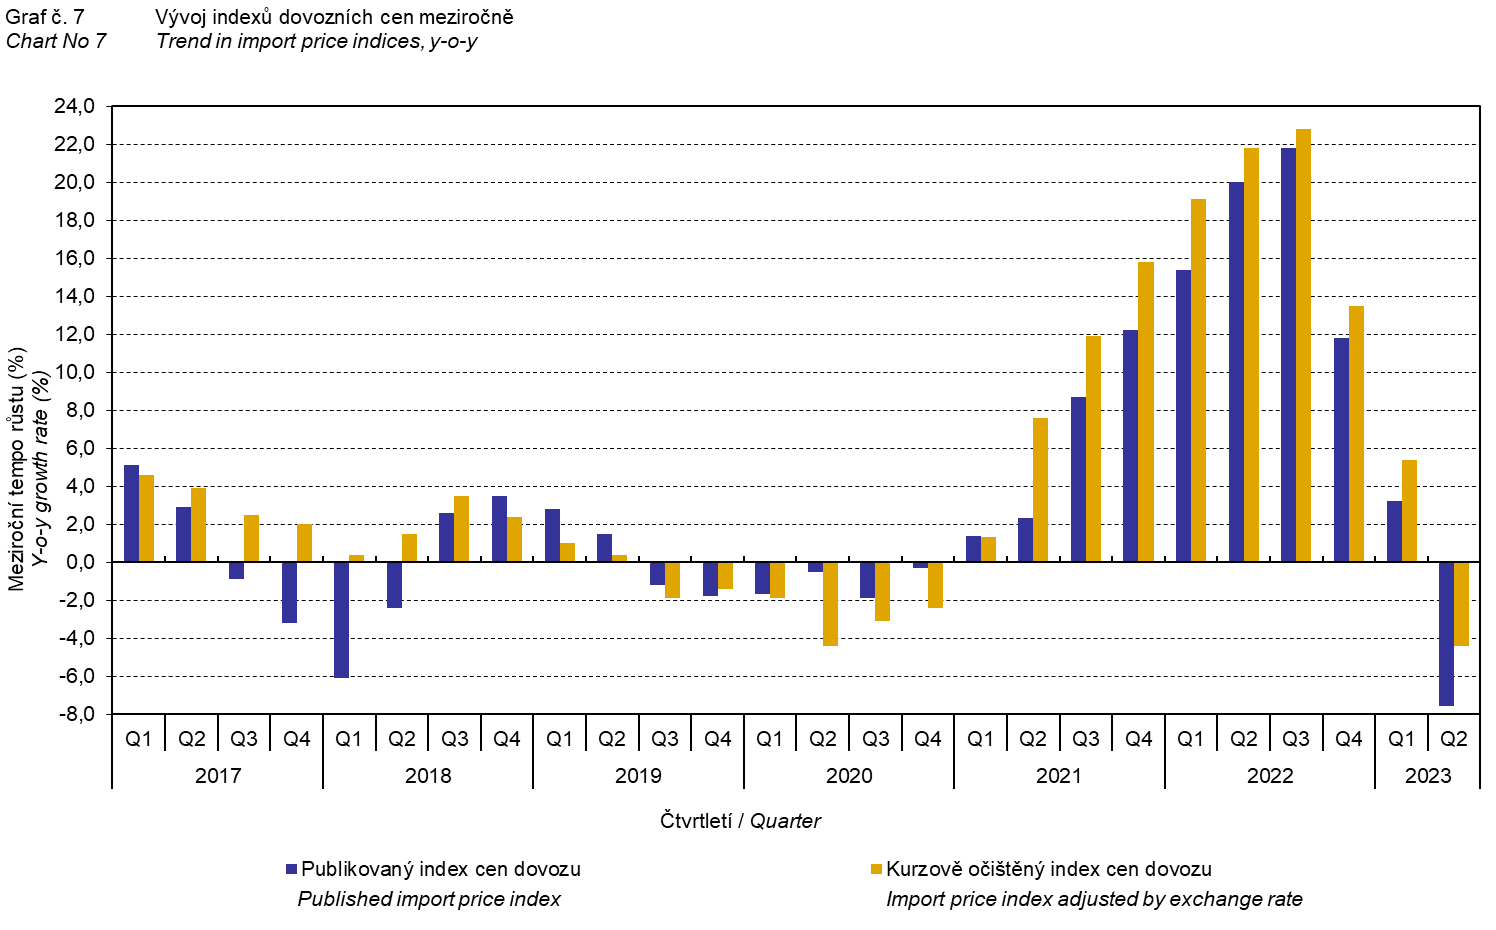 Graf č. 7 Vývoj indexů dovozních cen meziročně
Chart No 7 Trend in import price indices, y-o-y
Meziroční tempo růstu (%)
Y-o-y growth rate (%)
24,0
22,0
20,0
18,0
16,0
14,0
12,0
10,0
8,0
6,0
4,0
2,0
0,0
-2,0
-4,0
-6,0
-8,0
Q1 Q2 Q3 Q4 Q1 Q2 Q3 Q4 Q1 Q2 Q3 Q4 Q1 Q2 Q3 Q4 Q1 Q2 Q3 Q4 Q1 Q2 Q3 Q4 Q1 Q2
2017 2018 2019 2020 2021 2022 2023
Čtvrtletí / Quarter
Publikovaný index cen dovozu Kurzově očištěný index cen dovozu
Published import price index Import price index adjusted by exchange rate